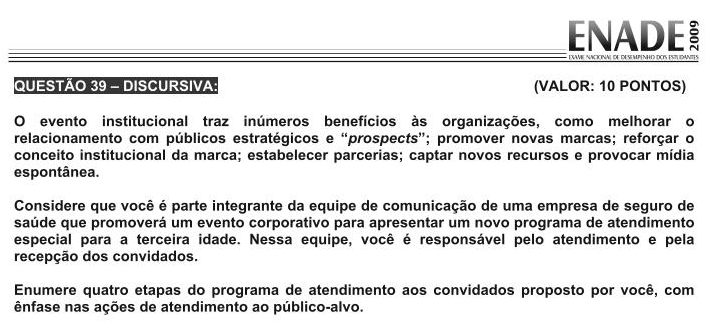 ENADE 2009
EXAME NACIONAL DE DESEMPENHO DOS ESTUDANTES
QUESTÃO 39 – DISCURSIVA: (VALOR: 10 PONTOS)
O evento institucional traz inúmeros benefícios às organizações, como melhorar o
relacionamento com públicos estratégicos e “prospects”; promover novas marcas; reforçar o
conceito institucional da marca; estabelecer parcerias; captar novos recursos e provocar mídia
espontânea.
Considere que você é parte integrante da equipe de comunicação de uma empresa de seguro de
saúde que promoverá um evento corporativo para apresentar um novo programa de atendimento
especial para a terceira idade. Nessa equipe, você é responsável pelo atendimento e pela
recepção dos convidados.
Enumere quatro etapas do programa de atendimento aos convidados proposto por você, com
ênfase nas ações de atendimento ao público-alvo.